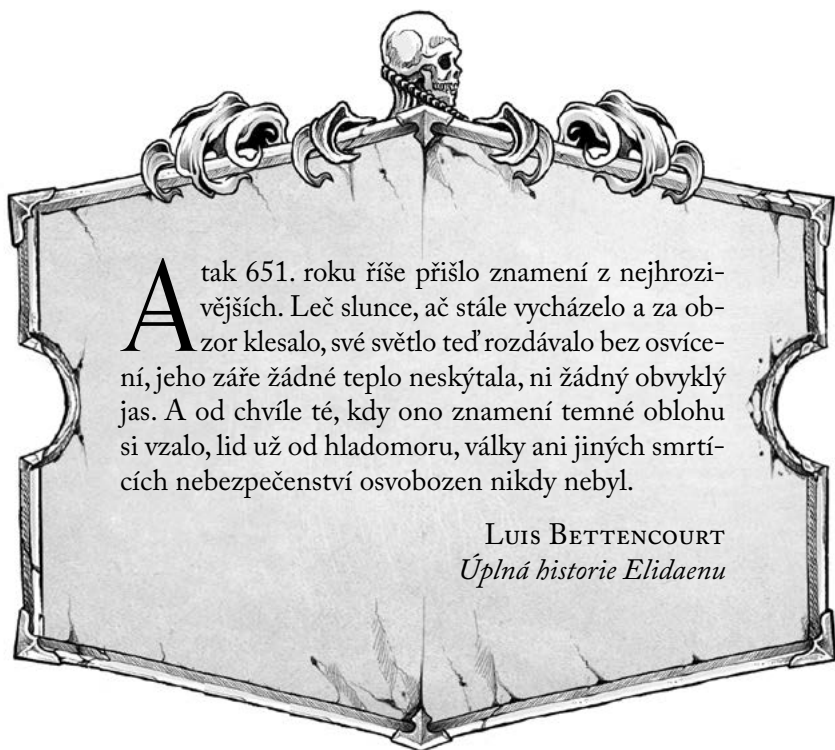 A tak 651. roku říše přišlo znamení z nejhrozi-
vějších. Leč slunce, ač stále vycházelo a za ob-
zor klesalo, své světlo teď rozdávalo bez osvíce-
ní, jeho záře žádné teplo neskýtala, ni žádný obvyklý
jas. A od chvíle té, kdy ono znamení temné oblohu
si vzalo, lid už od hladomoru, války ani jiných smrtí-
cích nebezpečenství osvobozen nikdy nebyl.
Luis Bettencourt
Úplná historie Elidaenu